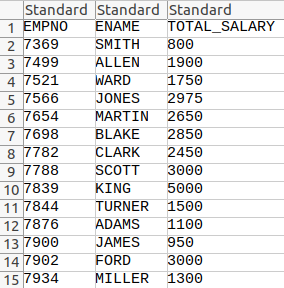 Standard Standard Standard
1 EMPNO ENAME TOTAL_SALARY
2 7369 SMITH 800
3 7499 ALLEN 1900
4 7521 WARD 1750
5 7566 JONES 2975
6 7654 MARTIN 2650
7 7698 BLAKE 2850
8 7782 CLARK 2450
9 7788 SCOTT 3000
10 7839 KING 5000
11 7844 TURNER 1500
12 7876 ADAMS 1100
13 7900 JAMES 950
14 7902 FORD 3000
15 7934 MILLER 1300